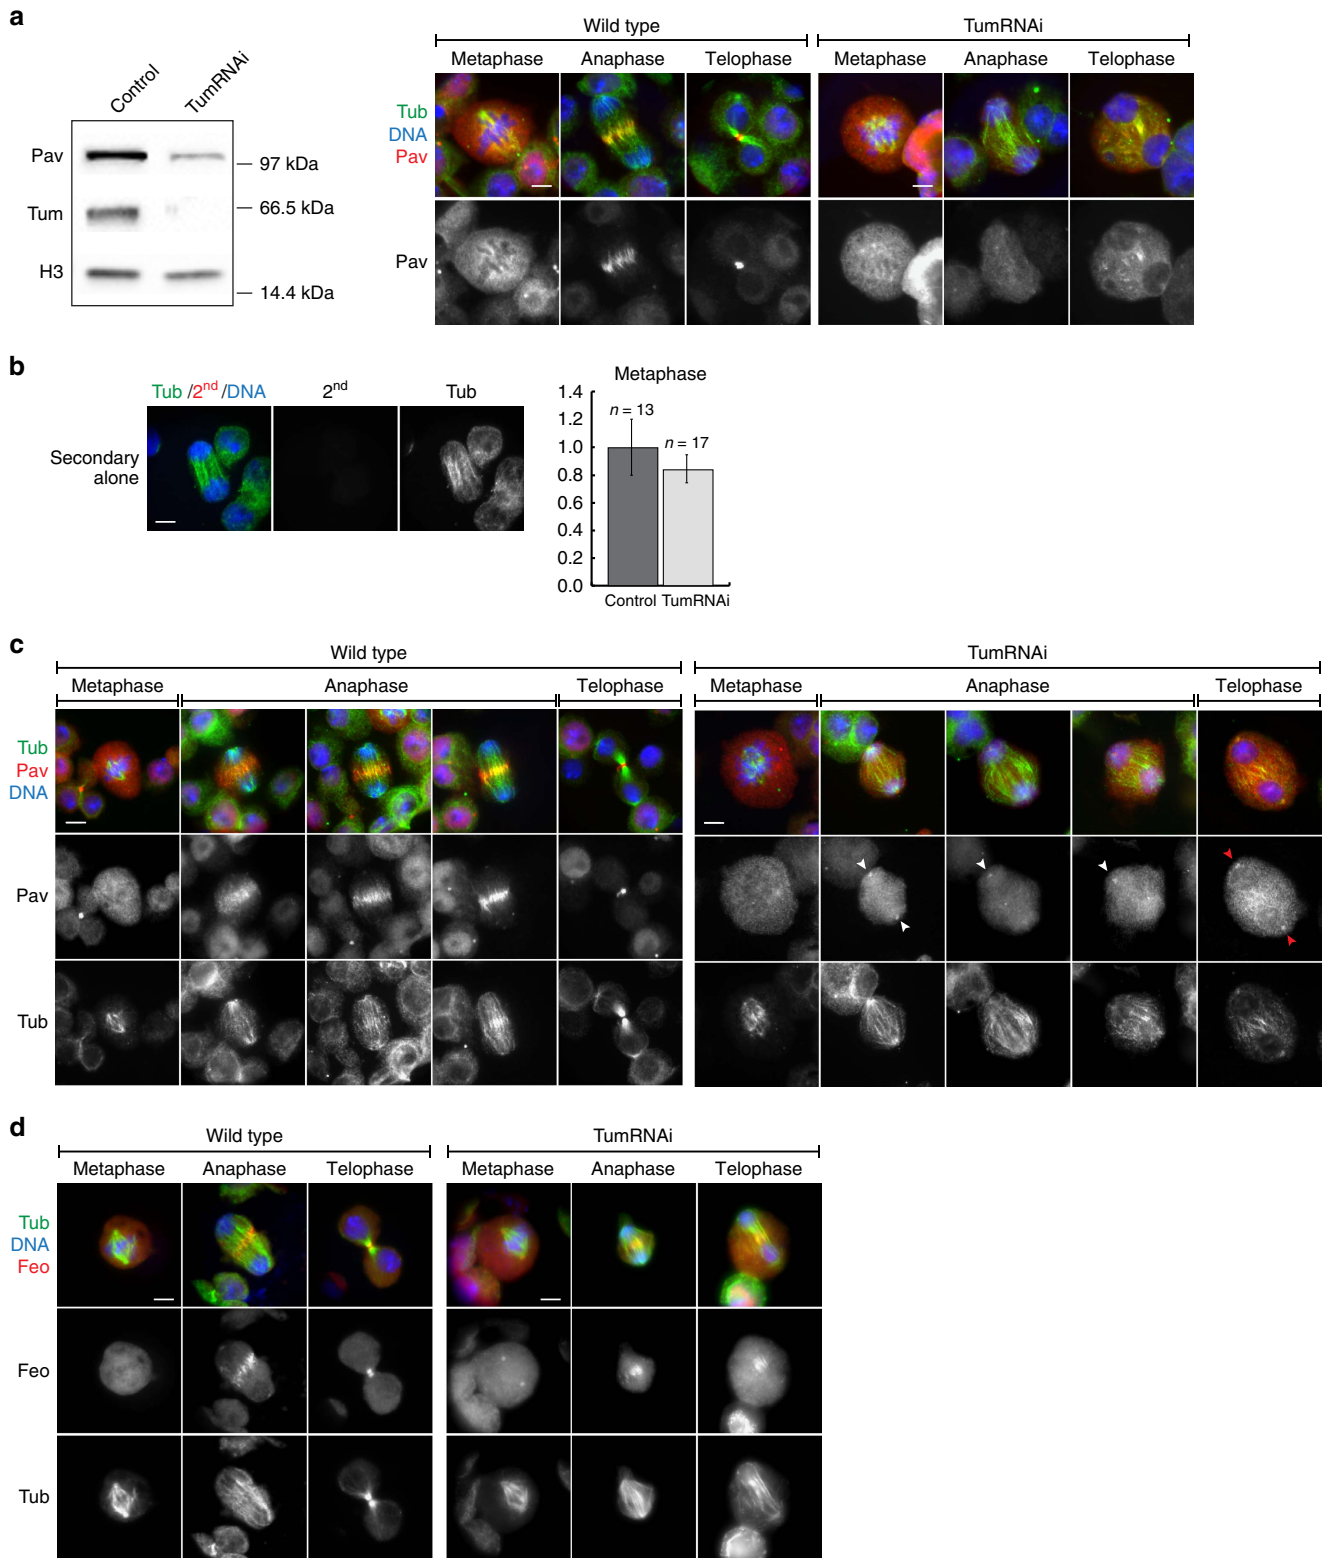 a
Control
TumRNAi
Pav
Tum
H3
97 kDa
66.5 kDa
14.4 kDa
Wild type
TumRNAi
Metaphase Anaphase Telophase
Metaphase Anaphase Telophase
Tub
DNA
Pav
Pav
b
Tub /2nd /DNA
2nd
Tub
Secondary
alone
Metaphase
1.4
1.2
1.0
0.8
0.6
0.4
0.2
0.0
n = 13
n = 17
Control TumRNAi
c
Wild type
TumRNAi
Metaphase Anaphase Telophase
Metaphase Anaphase Telophase
Tub
Pav
DNA
Pav
Tub
d
Wild type
TumRNAi
Metaphase Anaphase Telophase
Metaphase Anaphase Telophase
Tub
DNA
Feo
Feo
Tub